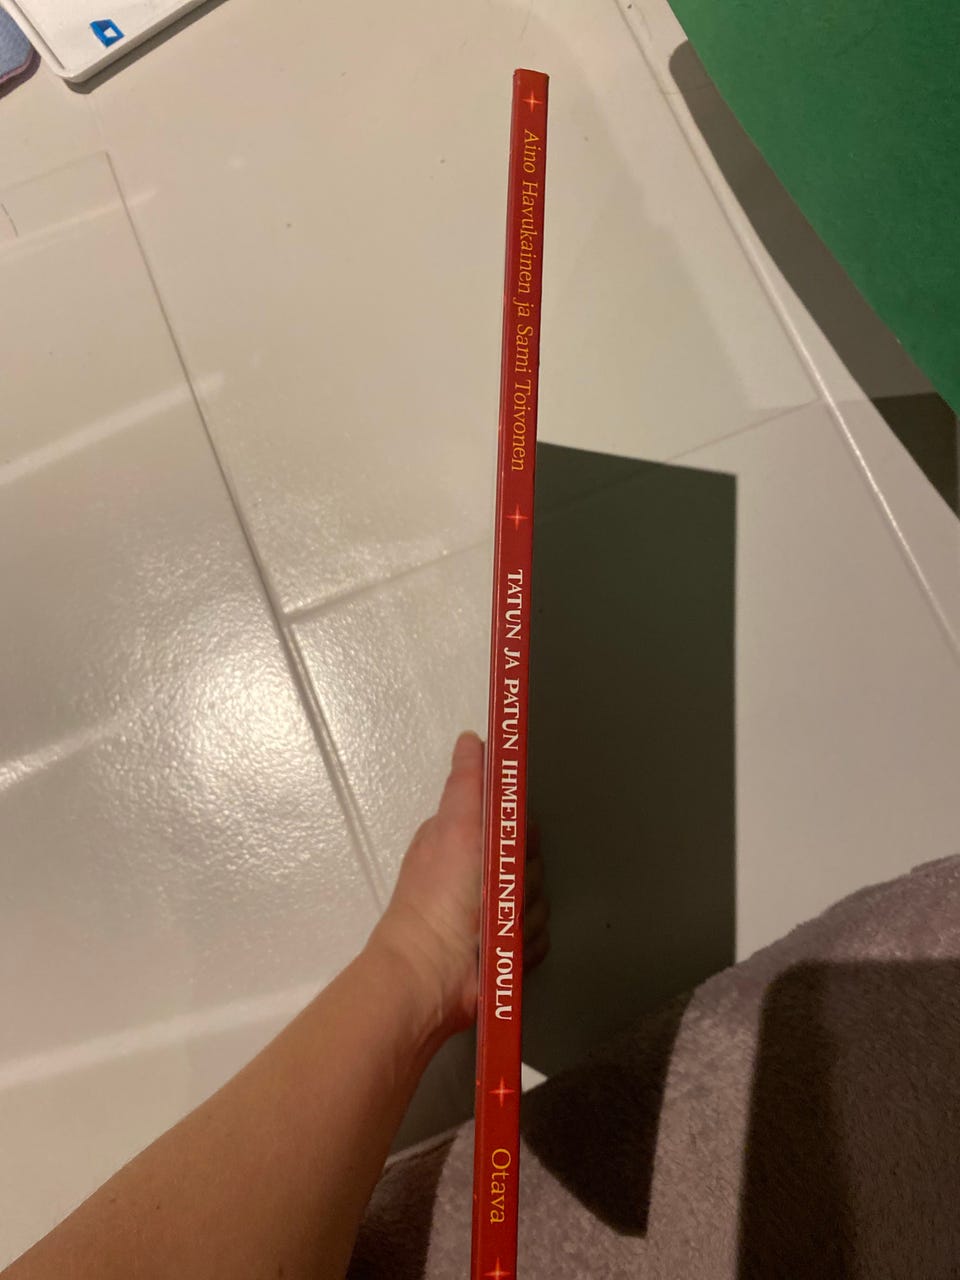 Aino Havukainen ja Sami Toivonen
TATUN JA PATUN IHMEELLINEN JOULU
Otava